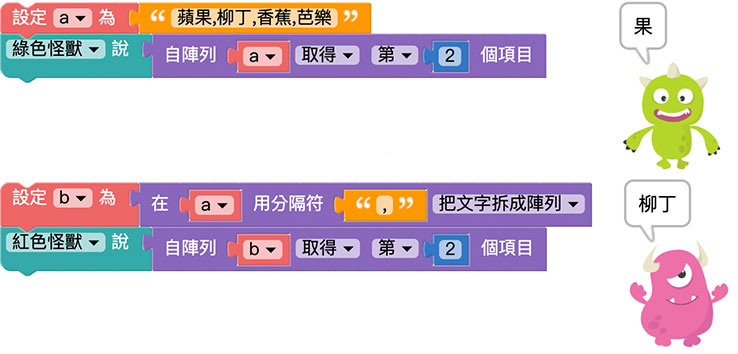 設定 a 為 “ 蘋果,柳丁,香蕉,芭樂 ”
綠色怪獸 說 自陣列 a 取得 第 2 個項目
果
設定 b 為 在 a 用分隔符 “ , ” 把文字拆成陣列
紅色怪獸 說 自陣列 b 取得 第 2 個項目
柳丁